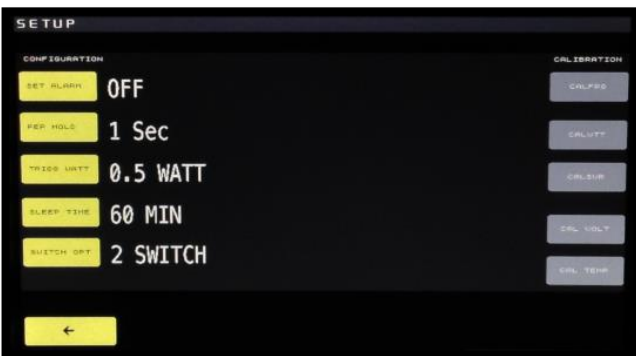 SETUP
CONFIGURATION
CALIBRATION
SET ALARM OFF
CALFRQ
PEP HOLD 1 Sec
CALWTT
TRIGG WATT 0.5 WATT
CALSWR
SLEEP TIME 60 MIN
CAL VOLT
SWITCH OPT 2 SWITCH
CAL TEMP
←